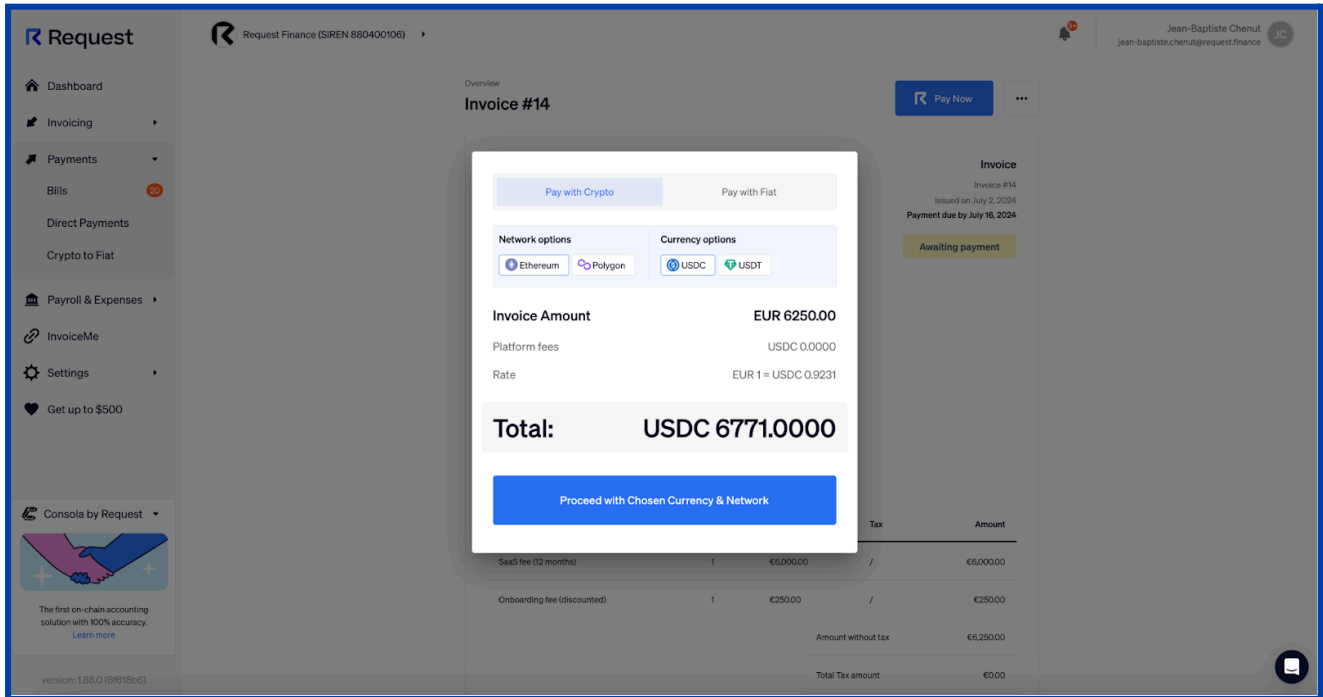 Request
Request Finance (SIREN 880400106)
9+
Jean-Baptiste Chenut
jean-baptiste.chenut@request.finance
JC
Dashboard
Invoicing
Payments
Bills
20
Direct Payments
Crypto to Fiat
Payroll & Expenses
InvoiceMe
Settings
Get up to $500
Consola by Request
The first on-chain accounting
solution with 100% accuracy.
Learn more
version: 1.88.0 (6f618b6)
Overview
Invoice #14
Pay Now
Invoice
Invoice #14
Issued on July 2, 2024
Payment due by July 16, 2024
Awaiting payment
Pay with Crypto
Pay with Fiat
Network options
Currency options
Ethereum
Polygon
USDC
USDT
Invoice Amount
EUR 6250.00
Platform fees
USDC 0.0000
Rate
EUR 1 = USDC 0.9231
Total:
USDC 6771.0000
Proceed with Chosen Currency & Network
Tax
Amount
SaaS fee (12 months)
1
€6,000.00
/
€6,000.00
Onboarding fee (discounted)
1
€250.00
/
€250.00
Amount without tax
€6,250.00
Total Tax amount
€0.00